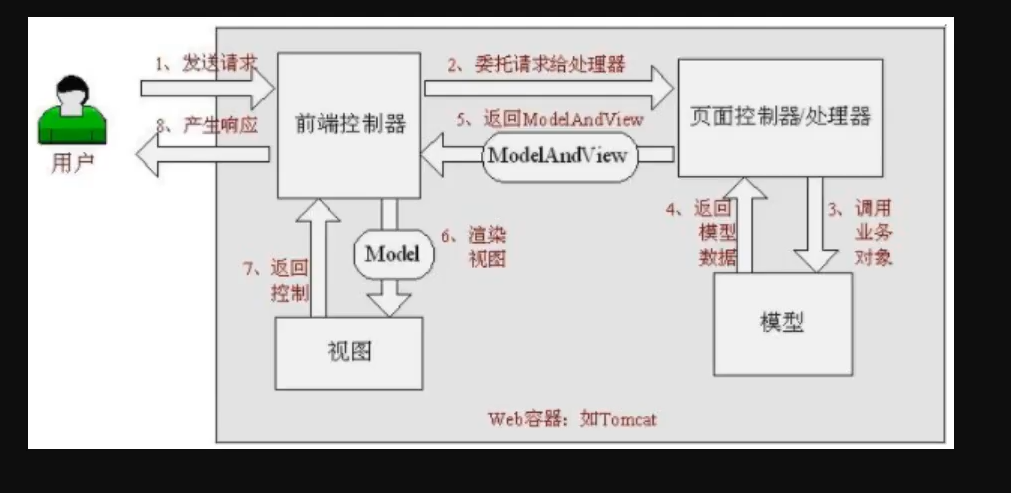 1、发送请求
2、委托请求给处理器
前端控制器
页面控制器/处理器
5、返回ModelAndView
ModelAndView
8、产生响应
用户
4、返回
模型
数据
3、调用
业务
对象
6、渲染
视图
Model
7、返回
控制
视图
模型
Web容器：如Tomcat